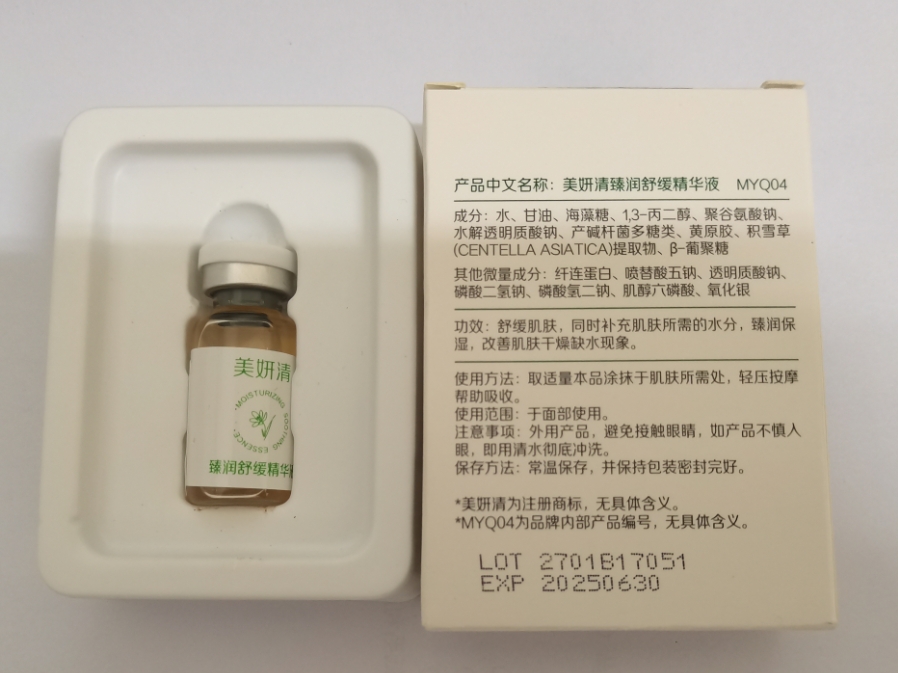 美妍清
·MOISTURIZING SOOTHING ESSENCE·
臻润舒缓精华液
产品中文名称：美妍清臻润舒缓精华液 MYQ04
成分：水、甘油、海藻糖、1,3-丙二醇、聚谷氨酸钠、
水解透明质酸钠、产碱杆菌多糖类、黄原胶、积雪草
(CENTELLA ASIATICA)提取物、β-葡聚糖
其他微量成分：纤连蛋白、喷替酸五钠、透明质酸钠、
磷酸二氢钠、磷酸氢二钠、肌醇六磷酸、氧化银
功效：舒缓肌肤，同时补充肌肤所需的水分，臻润保
湿，改善肌肤干燥缺水现象。
使用方法：取适量本品涂抹于肌肤所需处，轻压按摩
帮助吸收。
使用范围：于面部使用。
注意事项：外用产品，避免接触眼睛，如产品不慎入
眼，即用清水彻底冲洗。
保存方法：常温保存，并保持包装密封完好。
*美妍清为注册商标，无具体含义。
*MYQ04为品牌内部产品编号，无具体含义。
LOT 2701B17051
EXP 20250630